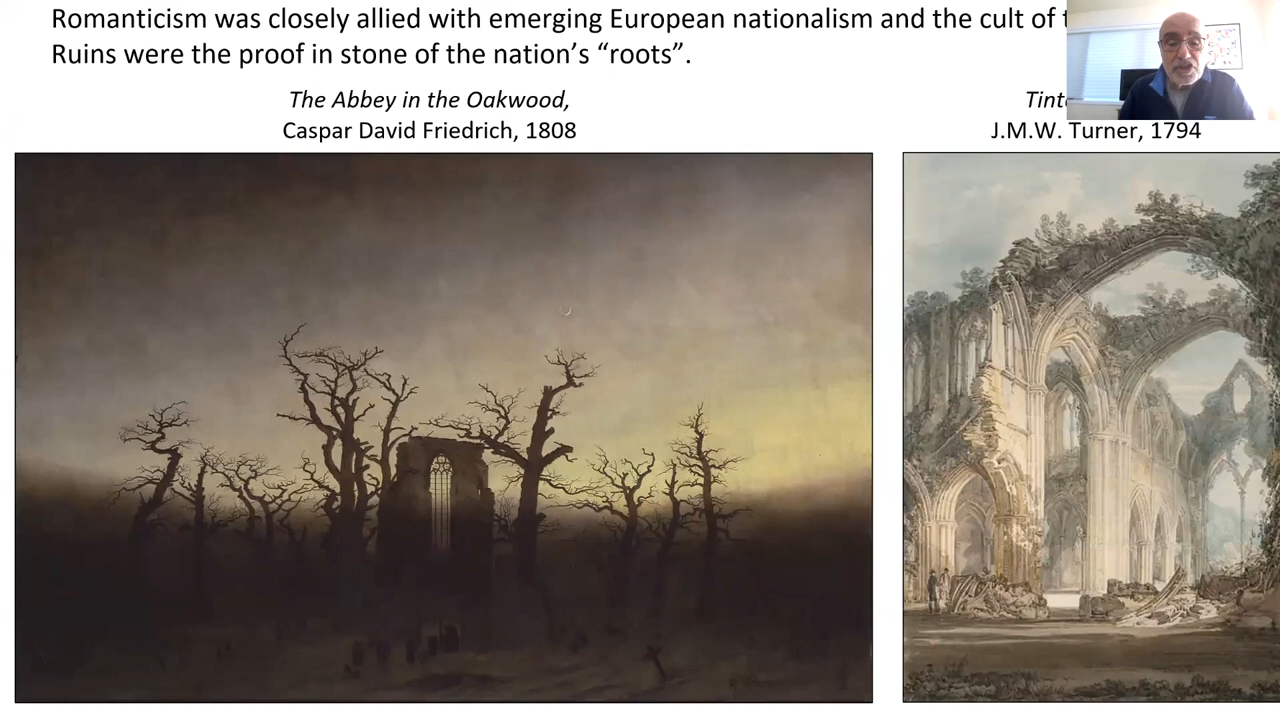 Romanticism was closely allied with emerging European nationalism and the cult of
Ruins were the proof in stone of the nation’s “roots”.
The Abbey in the Oakwood,
Caspar David Friedrich, 1808
J.M.W. Turner, 1794